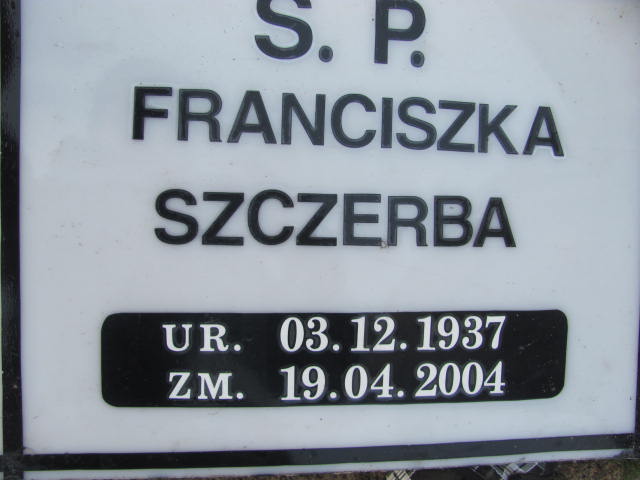 S. P.
FRANCISZKA
SZCZERBA
UR. 03.12.1937
ZM. 19.04.2004